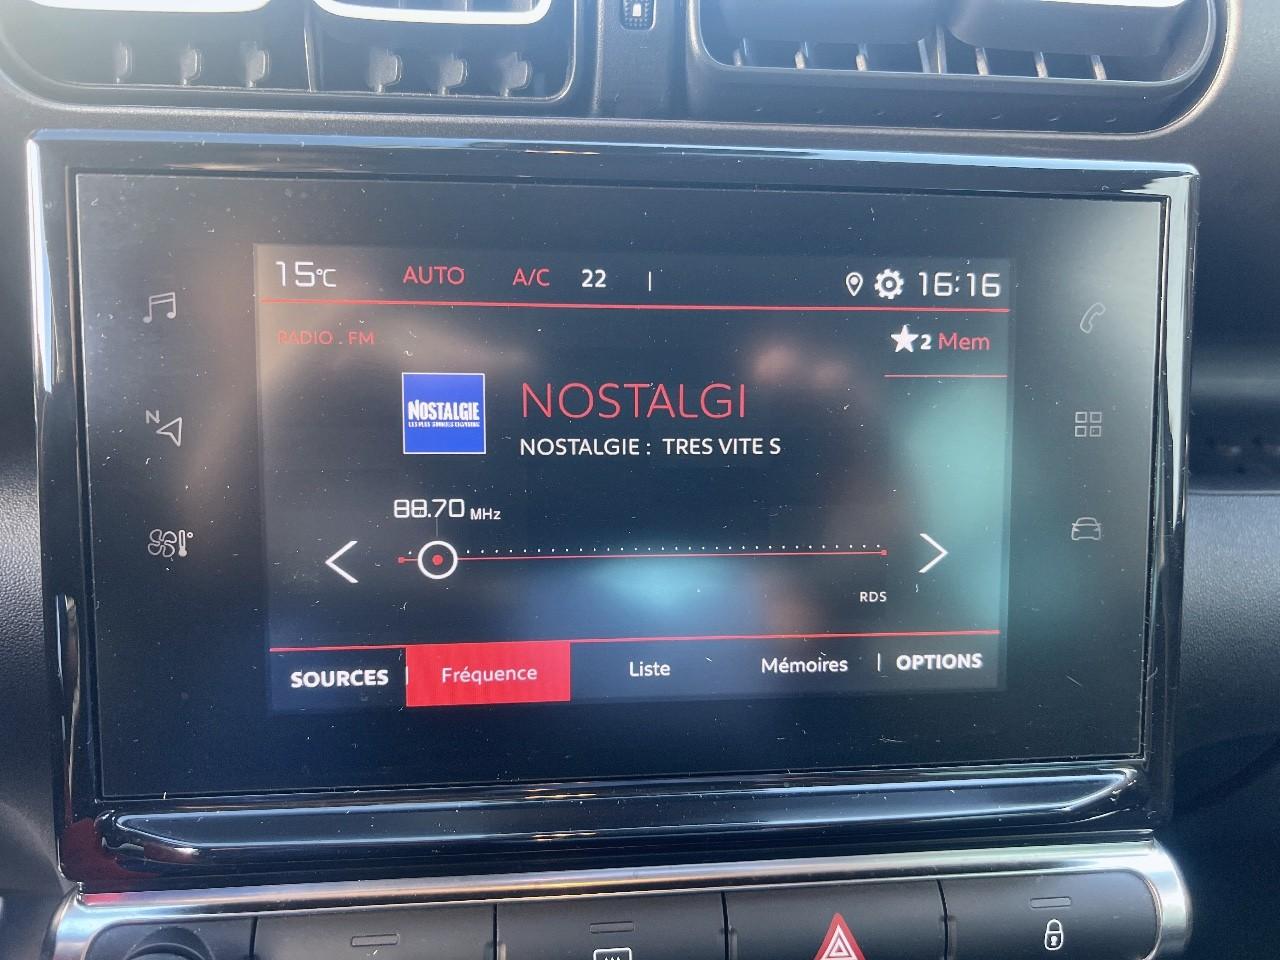 15°C AUTO A/C 22 | 16:16
RADIO . FM
2 Mem
NOSTALGIE
NOSTALGI
NOSTALGIE : TRES VITE S
88.70 MHz
RDS
SOURCES | Fréquence Liste Mémoires | OPTIONS
N